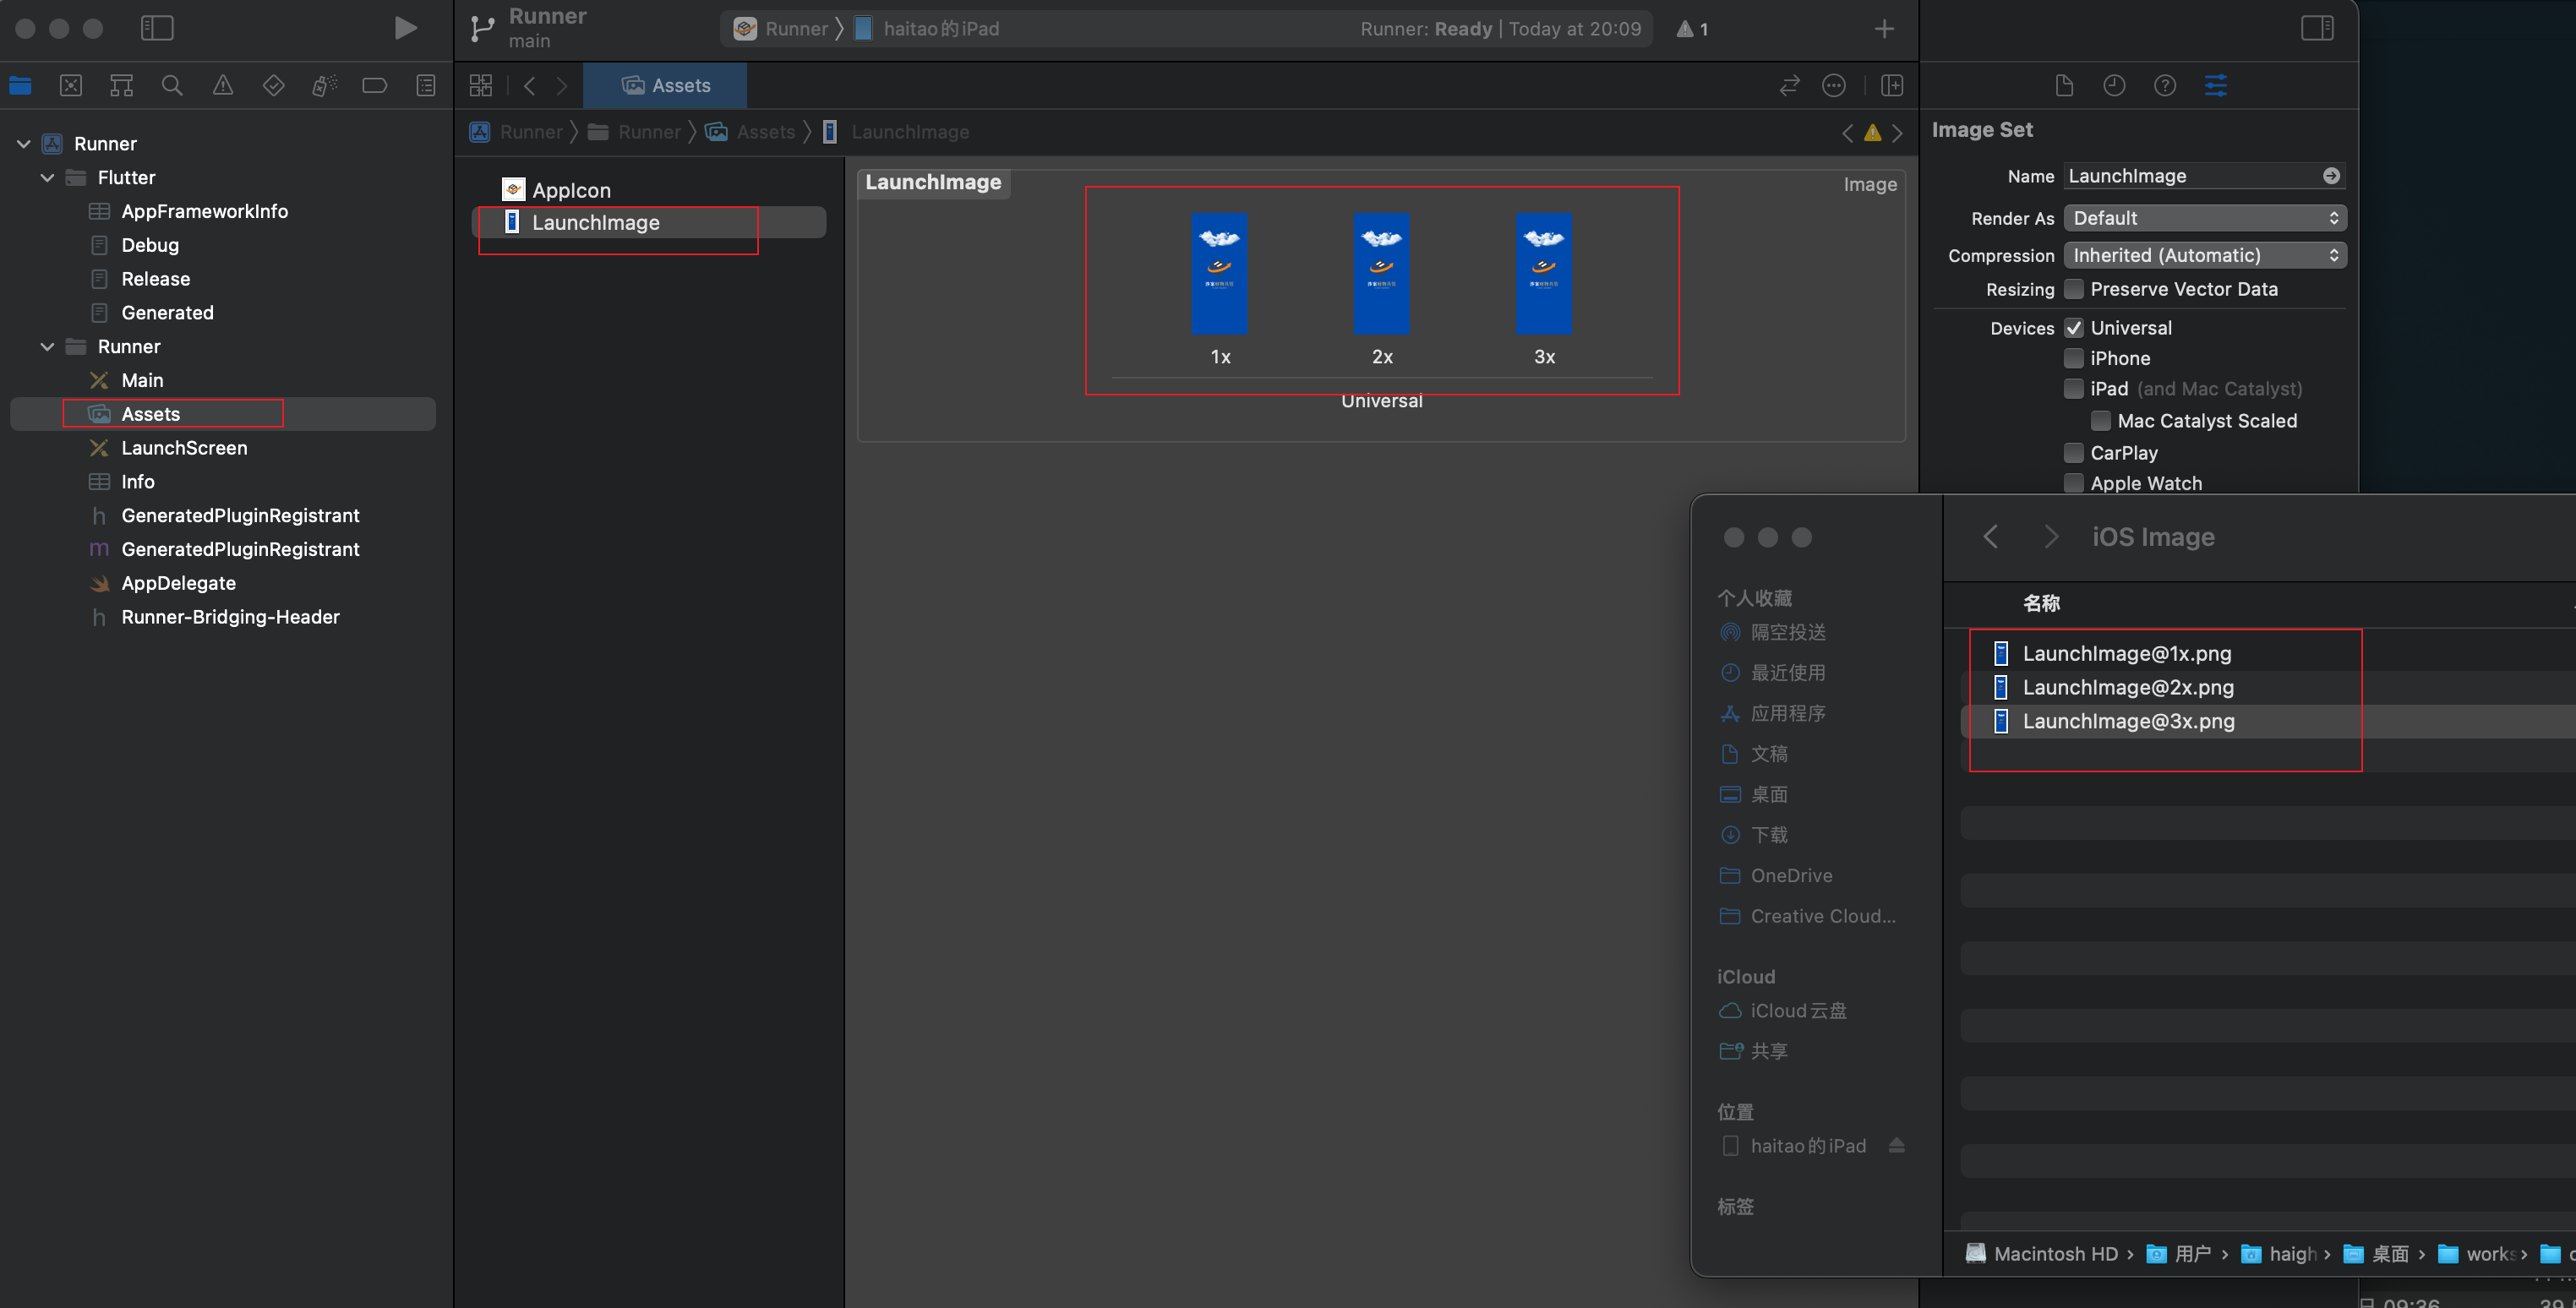 Runner
main
Runner
haitao的iPad
Runner: Ready | Today at 20:09
1
Assets
Runner
Runner
Assets
LaunchImage
Runner
Flutter
AppFrameworkInfo
Debug
Release
Generated
Runner
Main
Assets
LaunchScreen
Info
GeneratedPluginRegistrant
GeneratedPluginRegistrant
AppDelegate
Runner-Bridging-Header
AppIcon
LaunchImage
LaunchImage
Image
1x
2x
3x
Universal
Image Set
Name LaunchImage
Render As Default
Compression Inherited (Automatic)
Resizing Preserve Vector Data
Devices Universal
iPhone
iPad (and Mac Catalyst)
Mac Catalyst Scaled
CarPlay
Apple Watch
iOS Image
个人收藏
隔空投送
最近使用
应用程序
文稿
桌面
下载
OneDrive
Creative Cloud...
iCloud
iCloud云盘
共享
位置
haitao的iPad
标签
名称
LaunchImage@1x.png
LaunchImage@2x.png
LaunchImage@3x.png
Macintosh HD › 用户 › haigh › 桌面 › works ›